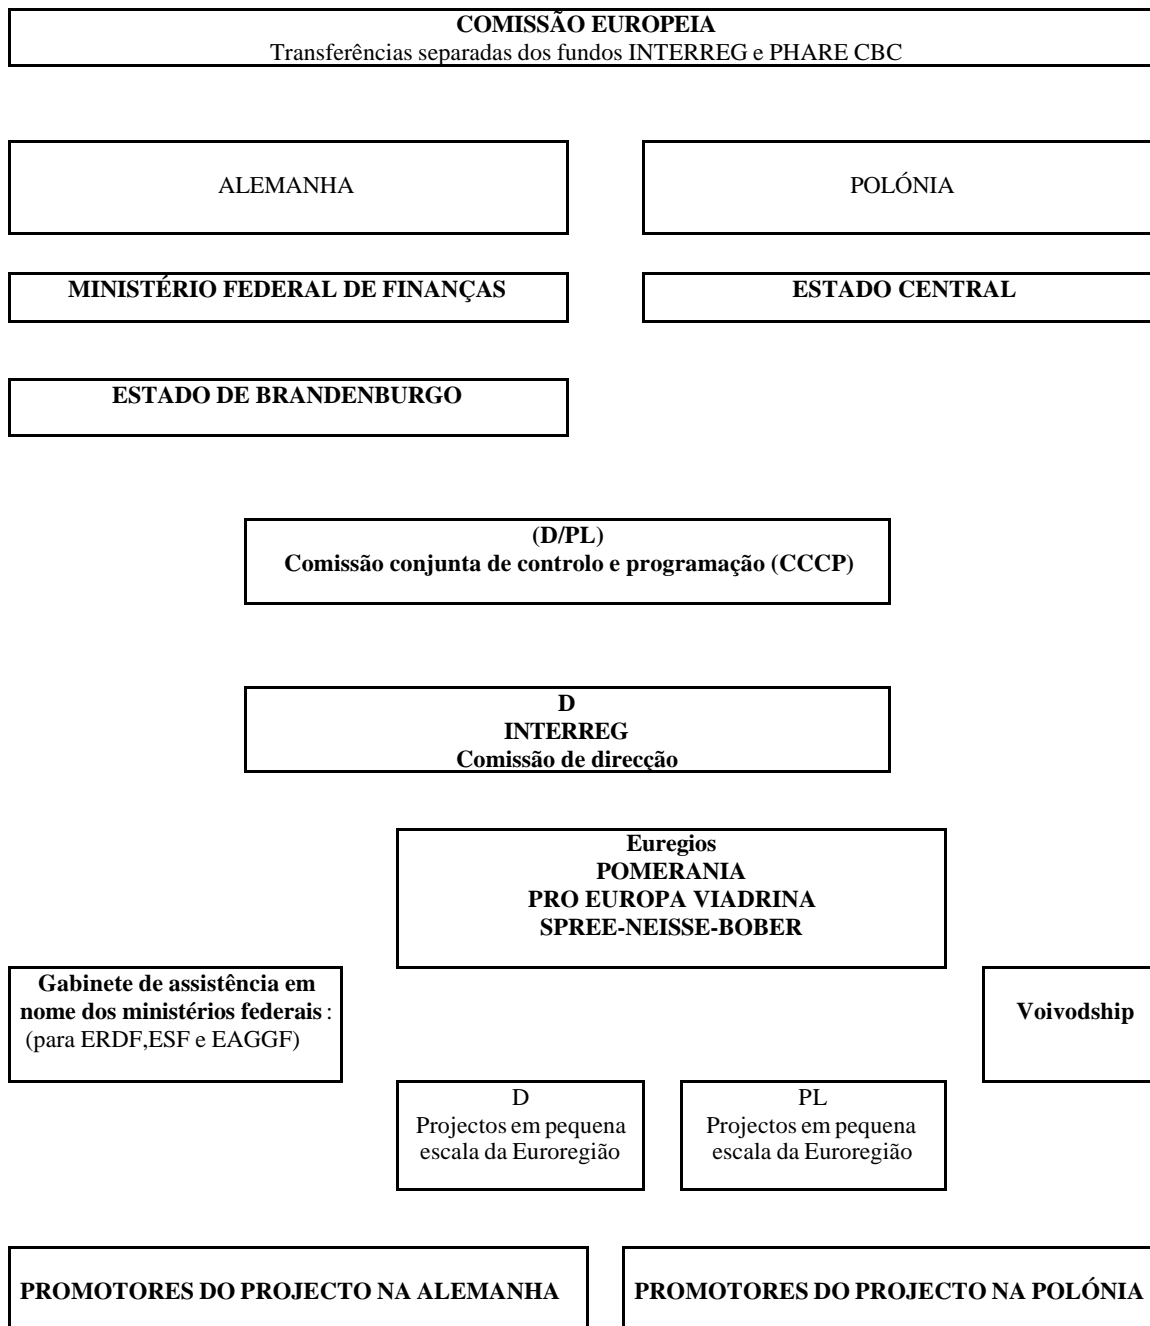 COMISSÃO EUROPEIA
Transferências separadas dos fundos INTERREG e PHARE CBC
ALEMANHA
POLÓNIA
MINISTÉRIO FEDERAL DE FINANÇAS
ESTADO CENTRAL
ESTADO DE BRANDENBURGO
(D/PL)
Comissão conjunta de controlo e programação (CCCP)
D
INTERREG
Comissão de direcção
Euregios
POMERANIA
PRO EUROPA VIADRINA
SPREE-NEISSE-BOBER
Gabinete de assistência em
nome dos ministérios federais :
(para ERDF,ESF e EAGGF)
Voivodship
D
Projectos em pequena
escala da Euroregião
PL
Projectos em pequena
escala da Euroregião
PROMOTORES DO PROJECTO NA ALEMANHA
PROMOTORES DO PROJECTO NA POLÓNIA